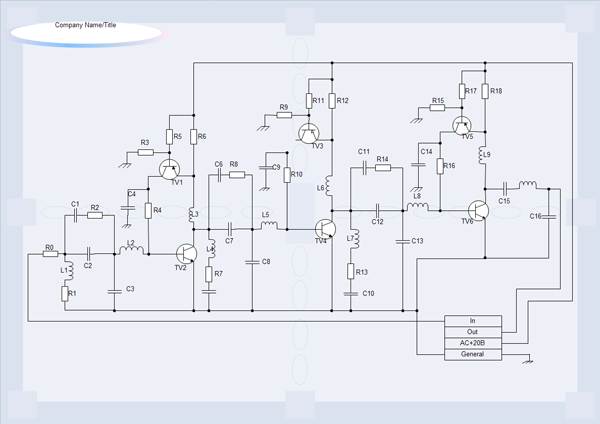 Company Name/Title
R15
R17
R18
R9
R11
R12
TV5
R3
R5
R6
TV3
C11
R14
C14
R16
L9
C6
R8
C9
R10
TV1
C4
L6
C1
R2
R4
L3
L5
C12
L8
C15
C16
R0
L2
C7
TV4
L7
TV6
C2
L4
C13
L1
TV2
C8
R13
R7
R1
C3
C10
In
Out
AC+20B
General